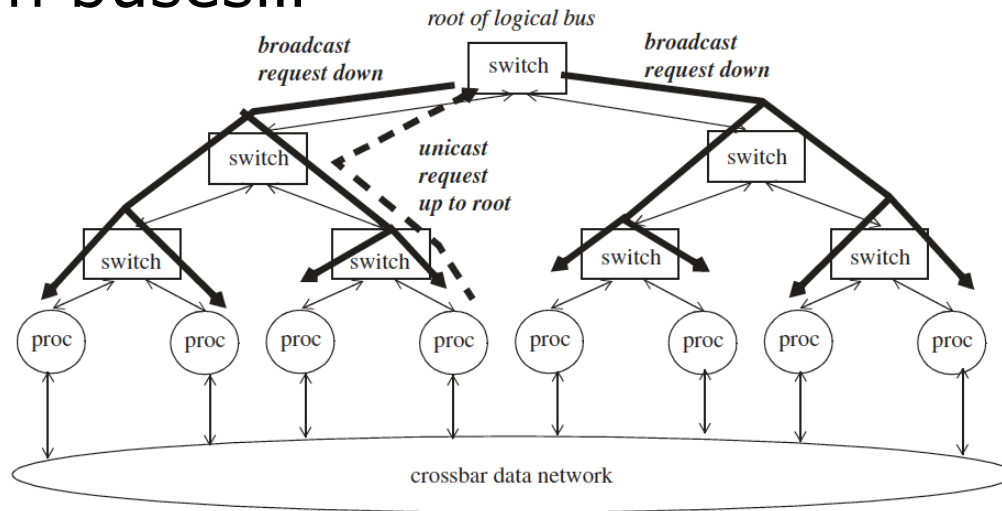 n buses...
root of logical bus
broadcast
request down
switch
broadcast
request down
switch
unicast
request
up to root
switch
switch
switch
switch
switch
proc
proc
proc
proc
proc
proc
proc
proc
crossbar data network